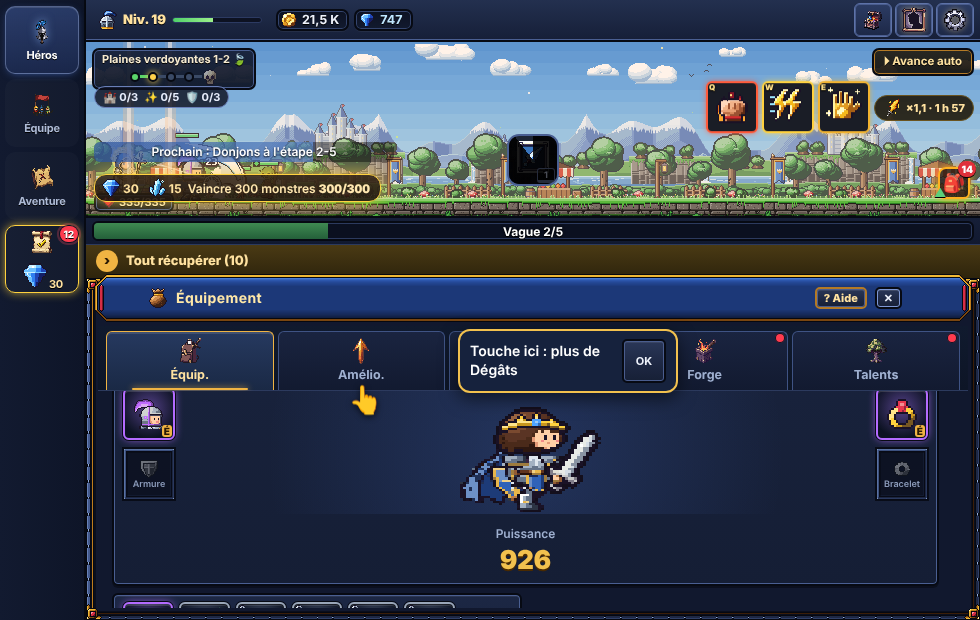 Niv. 19
21,5 K
747
Héros
Équipe
Aventure
12
30
Plaines verdoyantes 1-2
0/3
0/5
0/3
Avance auto
Q
W
E
×1,1 · 1 h 57
Prochain : Donjons à l'étape 2-5
30
15
Vaincre 300 monstres 300/300
1
14
Vague 2/5
Tout récupérer (10)
Équipement
? Aide
×
Équip.
Amélio.
Touche ici : plus de
Dégâts
OK
Forge
Talents
É
É
Armure
Bracelet
Puissance
926